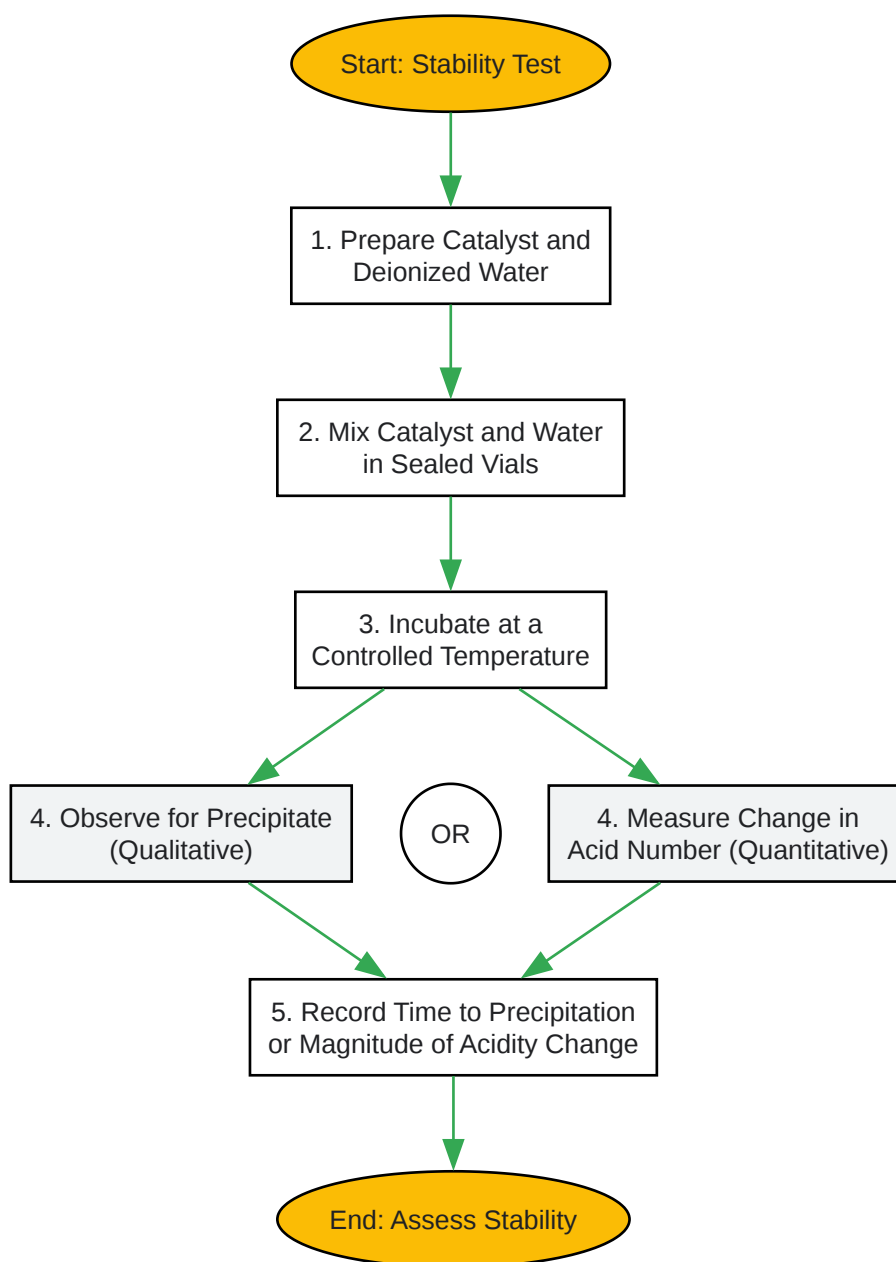 Start: Stability Test
1. Prepare Catalyst and
Deionized Water
2. Mix Catalyst and Water
in Sealed Vials
3. Incubate at a
Controlled Temperature
4. Observe for Precipitate
(Qualitative)
OR
4. Measure Change in
Acid Number (Quantitative)
5. Record Time to Precipitation
or Magnitude of Acidity Change
End: Assess Stability